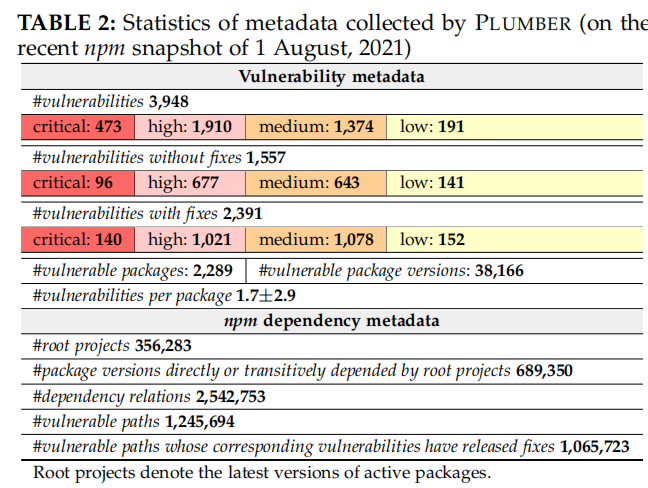 TABLE 2: Statistics of metadata collected by PLUMBER (on the
recent npm snapshot of 1 August, 2021)
Vulnerability metadata
#vulnerabilities 3,948
critical: 473 high: 1,910 medium: 1,374 low: 191
#vulnerabilities without fixes 1,557
critical: 96 high: 677 medium: 643 low: 141
#vulnerabilities with fixes 2,391
critical: 140 high: 1,021 medium: 1,078 low: 152
#vulnerable packages: 2,289 #vulnerable package versions: 38,166
#vulnerabilities per package 1.7±2.9
npm dependency metadata
#root projects 356,283
#package versions directly or transitively depended by root projects 689,350
#dependency relations 2,542,753
#vulnerable paths 1,245,694
#vulnerable paths whose corresponding vulnerabilities have released fixes 1,065,723
Root projects denote the latest versions of active packages.